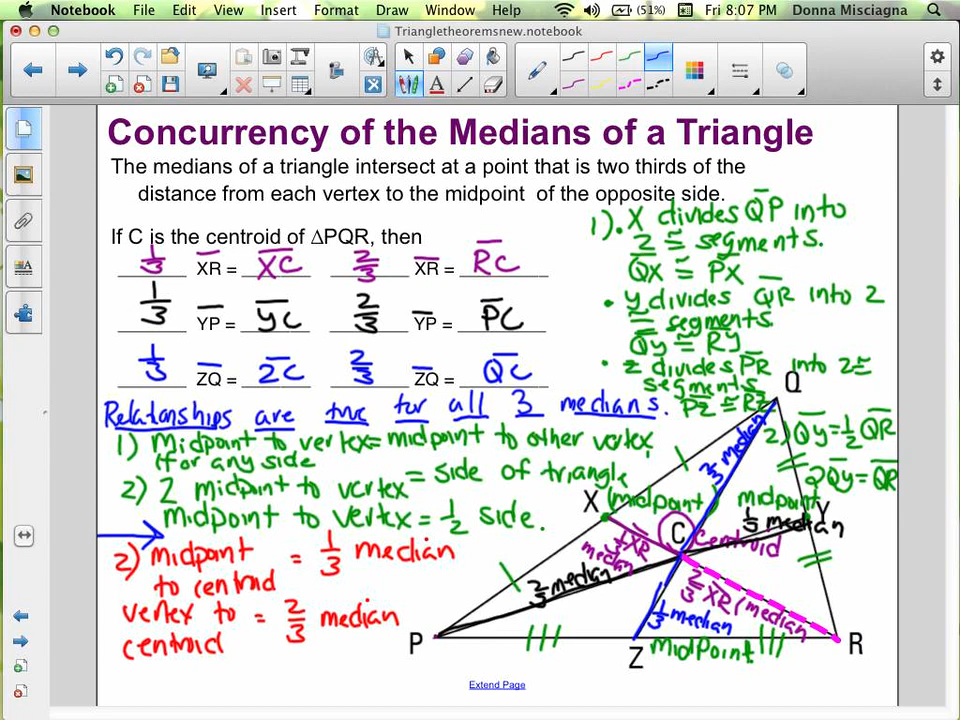 Notebook File Edit View Insert Format Draw Window Help (51%) Fri 8:07 PM Donna Misciagna
Triangletheoremsnew.notebook
Concurrency of the Medians of a Triangle
The medians of a triangle intersect at a point that is two thirds of the
distance from each vertex to the midpoint of the opposite side.
If C is the centroid of ∆PQR, then
1/3 XR = XC 2/3 XR = RC
1/3 YP = YC 2/3 YP = PC
1/3 ZQ = ZC 2/3 ZQ = QC
1). X divides QP into
2 ≅ segments.
QX ≅ PX
• Y divides QR into 2
≅ segments.
QY ≅ RY
• Z divides PR into 2 ≅
segments
PZ ≅ RZ
Relationships are true for all 3 medians.
1) Midpoint to vertex = midpoint to other vertex
(for any side
2) 2 midpoint to vertex = side of triangle
Midpoint to vertex = 1/2 side.
2) midpoint to centroid = 1/3 median
vertex to centroid = 2/3 median
Q
2) QY = 1/2 QR
2QY = QR
2/3 median
X (midpoint) midpoint Y
1/3 median
C Centroid
1/3 XR median
2/3 median
2/3 XR (median
1/3 median
P Z midpoint R
Extend Page